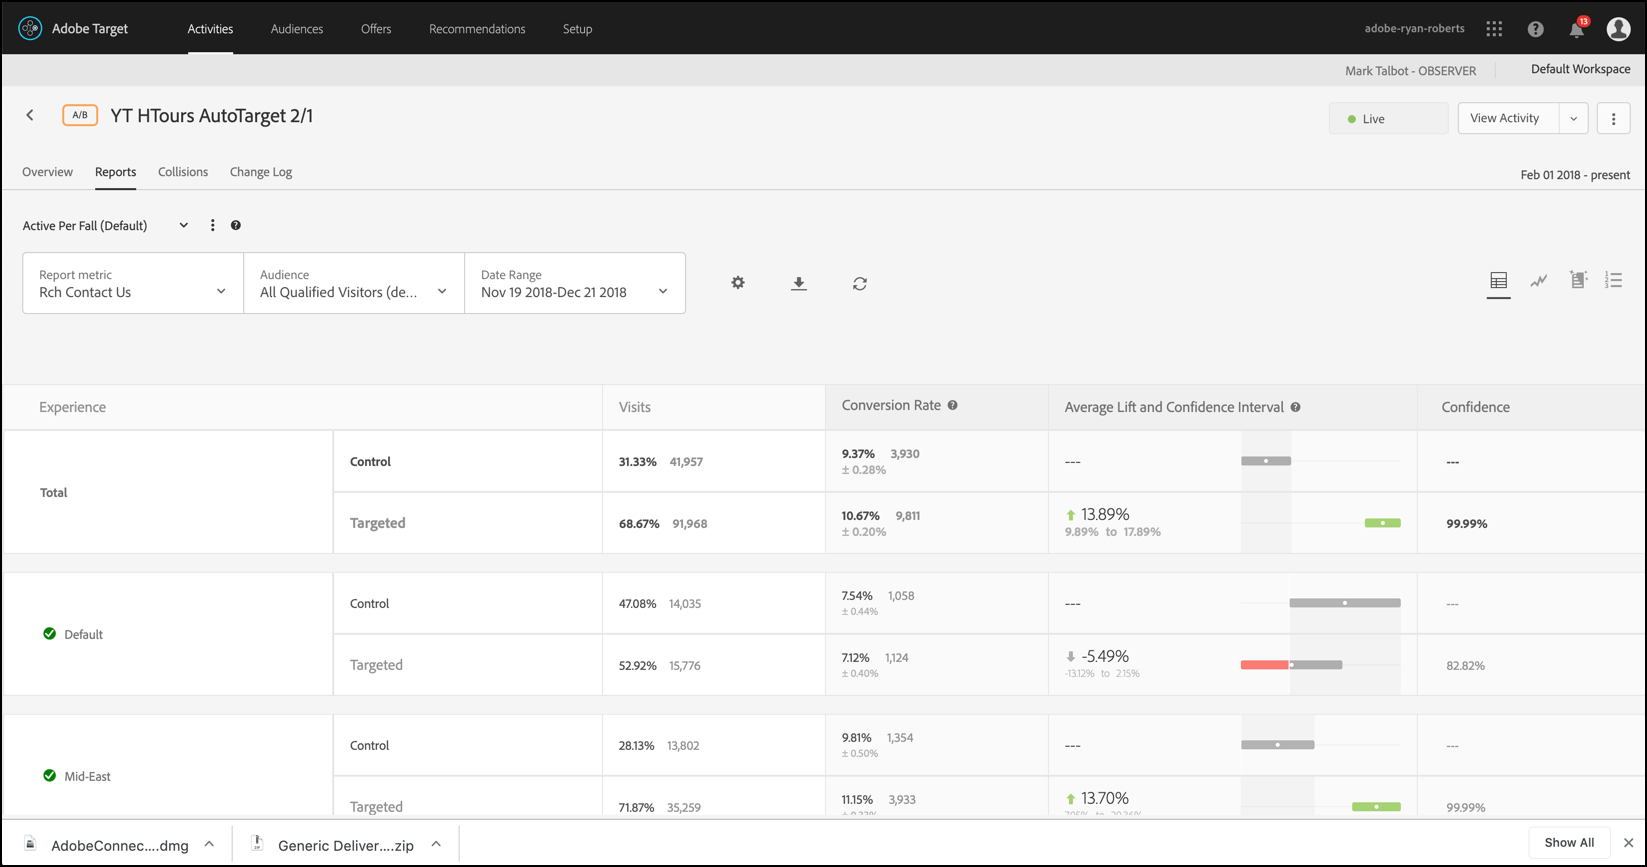 Adobe Target
Activities
Audiences
Offers
Recommendations
Setup
adobe-ryan-roberts
13
Mark Talbot - OBSERVER
Default Workspace
A/B
YT HTours AutoTarget 2/1
Live
View Activity
Overview
Reports
Collisions
Change Log
Feb 01 2018 - present
Active Per Fall (Default)
Report metric
Rch Contact Us
Audience
All Qualified Visitors (de...
Date Range
Nov 19 2018-Dec 21 2018
Experience
Visits
Conversion Rate
Average Lift and Confidence Interval
Confidence
Total
Control
31.33% 41,957
9.37% 3,930
± 0.28%
---
---
Targeted
68.67% 91,968
10.67% 9,811
± 0.20%
13.89%
9.89% to 17.89%
99.99%
Default
Control
47.08% 14,035
7.54% 1,058
± 0.44%
---
---
Targeted
52.92% 15,776
7.12% 1,124
± 0.40%
-5.49%
-13.12% to 2.15%
82.82%
Mid-East
Control
28.13% 13,802
9.81% 1,354
± 0.50%
---
---
Targeted
71.87% 35,259
11.15% 3,933
13.70%
99.99%
AdobeConnec....dmg
Generic Deliver....zip
Show All